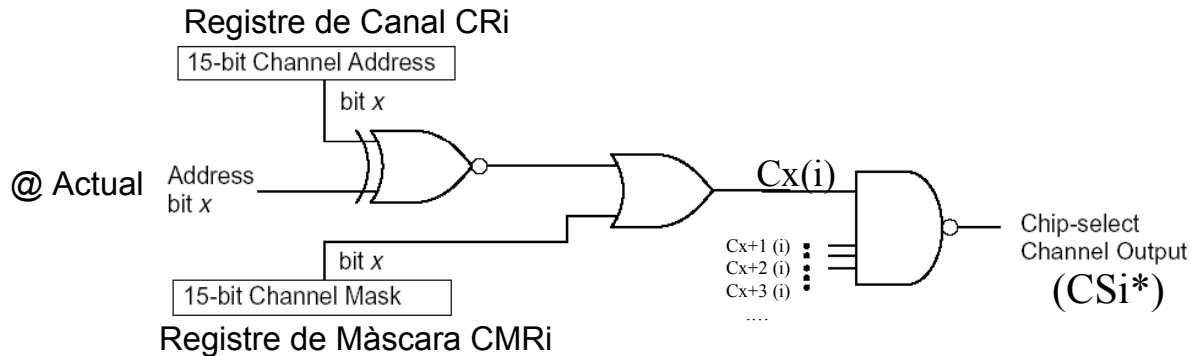 Registre de Canal CRi
15-bit Channel Address
bit x
@ Actual
Address
bit x
Cx(i)
Cx+1 (i)
Cx+2 (i)
Cx+3 (i)
....
Chip-select
Channel Output
(CSi*)
bit x
15-bit Channel Mask
Registre de Màscara CMRi